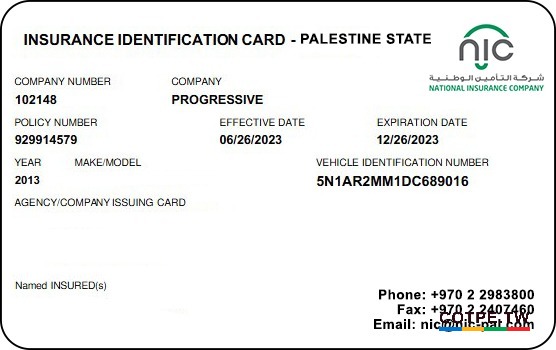 INSURANCE IDENTIFICATION CARD - PALESTINE STATE
nic
شركة التأمين الوطنية
NATIONAL INSURANCE COMPANY
COMPANY NUMBER COMPANY
102148 PROGRESSIVE
POLICY NUMBER EFFECTIVE DATE EXPIRATION DATE
929914579 06/26/2023 12/26/2023
YEAR MAKE/MODEL VEHICLE IDENTIFICATION NUMBER
2013 5N1AR2MM1DC689016
AGENCY/COMPANY ISSUING CARD
Named INSURED(s)
Phone: +970 2 2983800
Fax: +970 2 2407460
GOTPE.TW
Email: nic@nic-pal.com